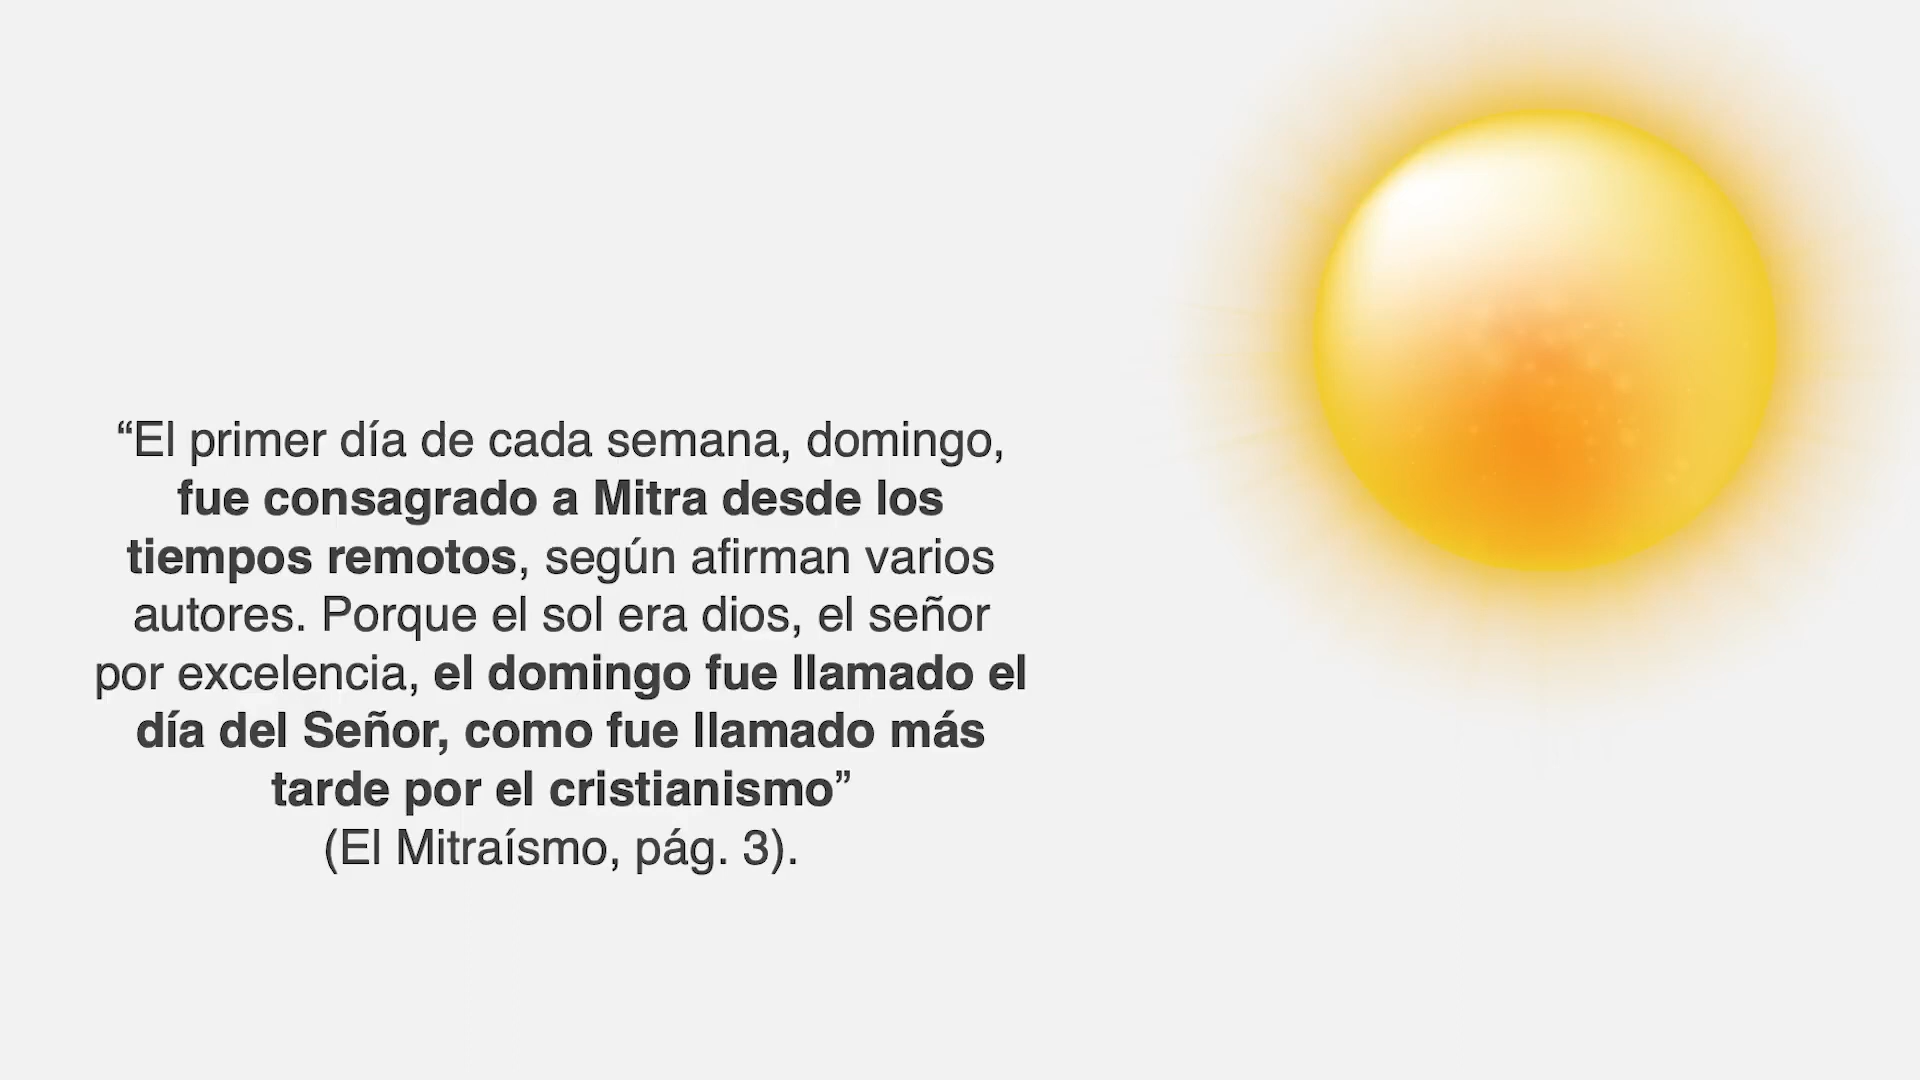 “El primer día de cada semana, domingo,
fue consagrado a Mitra desde los
tiempos remotos, según afirman varios
autores. Porque el sol era dios, el señor
por excelencia, el domingo fue llamado el
día del Señor, como fue llamado más
tarde por el cristianismo”
(El Mitraísmo, pág. 3).